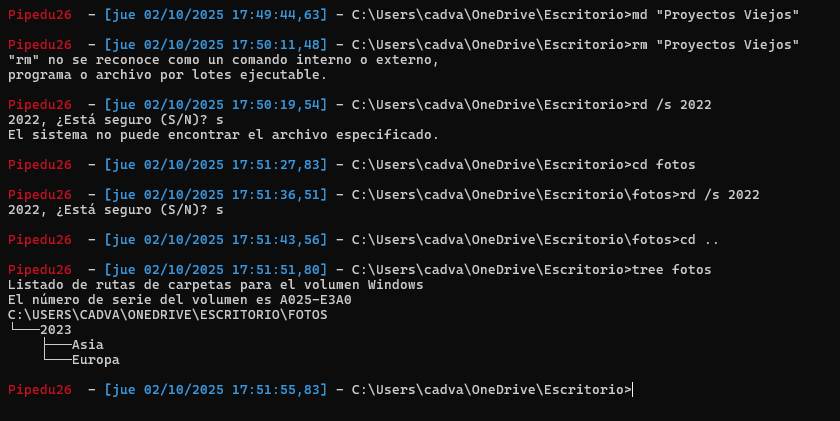 Pipedu26  - [jue 02/10/2025 17:49:44,63] - C:\Users\cadva\OneDrive\Escritorio>md "Proyectos Viejos"
Pipedu26  - [jue 02/10/2025 17:50:11,48] - C:\Users\cadva\OneDrive\Escritorio>rm "Proyectos Viejos"
"rm" no se reconoce como un comando interno o externo,
programa o archivo por lotes ejecutable.
Pipedu26  - [jue 02/10/2025 17:50:19,54] - C:\Users\cadva\OneDrive\Escritorio>rd /s 2022
2022, ¿Está seguro (S/N)? s
El sistema no puede encontrar el archivo especificado.
Pipedu26  - [jue 02/10/2025 17:51:27,83] - C:\Users\cadva\OneDrive\Escritorio>cd fotos
Pipedu26  - [jue 02/10/2025 17:51:36,51] - C:\Users\cadva\OneDrive\Escritorio\fotos>rd /s 2022
2022, ¿Está seguro (S/N)? s
Pipedu26  - [jue 02/10/2025 17:51:43,56] - C:\Users\cadva\OneDrive\Escritorio\fotos>cd ..
Pipedu26  - [jue 02/10/2025 17:51:51,80] - C:\Users\cadva\OneDrive\Escritorio>tree fotos
Listado de rutas de carpetas para el volumen Windows
El número de serie del volumen es A025-E3A0
C:\USERS\CADVA\ONEDRIVE\ESCRITORIO\FOTOS
└───2023
    ├───Asia
    └───Europa
Pipedu26  - [jue 02/10/2025 17:51:55,83] - C:\Users\cadva\OneDrive\Escritorio>